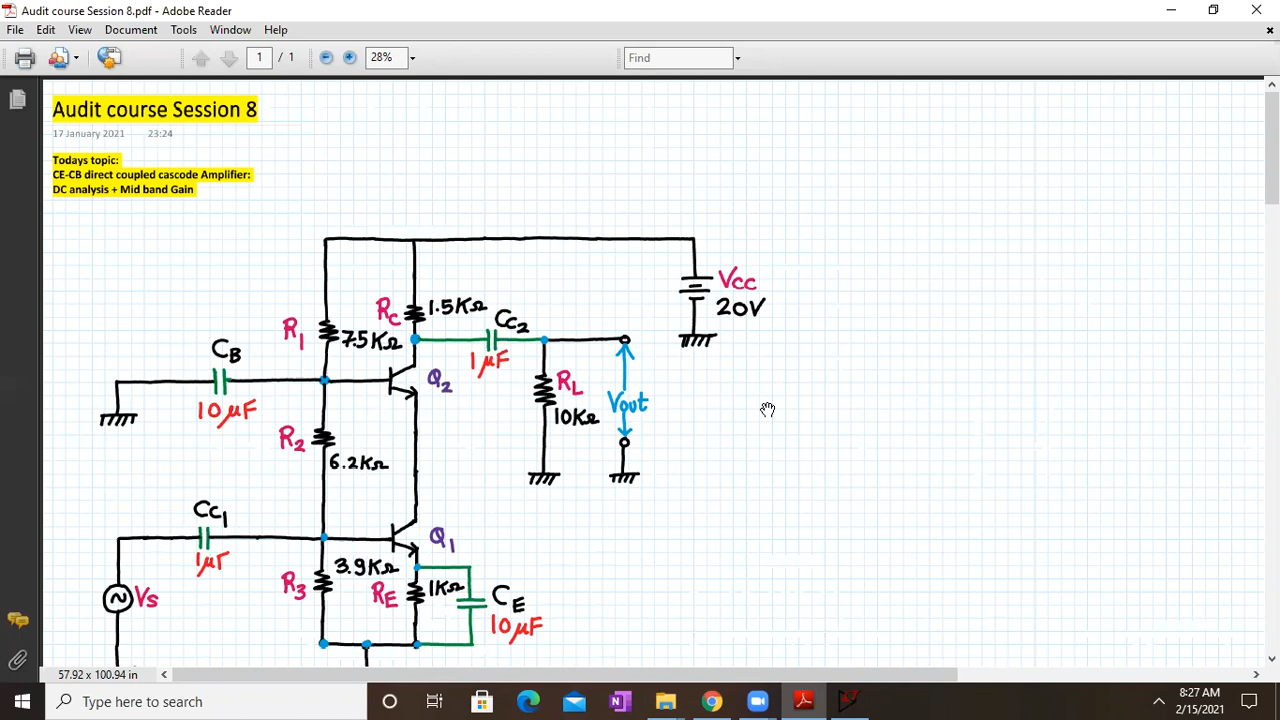 Audit course Session 8.pdf - Adobe Reader
File Edit View Document Tools Window Help
1 / 1 28% Find
Audit course Session 8
17 January 2021 23:24
Todays topic:
CE-CB direct coupled cascode Amplifier:
DC analysis + Mid band Gain
VCC
20V
RC 1.5KΩ
CC2
1μF
R1 7.5KΩ
CB
10μF
Q2
RL
10KΩ
Vout
R2
6.2KΩ
CC1
1μF
Q1
R3 3.9KΩ
RE 1KΩ
CE
10μF
Vs
57.92 x 100.94 in
Type here to search
8:27 AM
2/15/2021